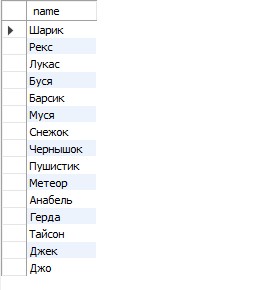 name
Шарик
Рекс
Лукас
Буся
Барсик
Муся
Снежок
Чернышок
Пушистик
Метеор
Анабель
Герда
Тайсон
Джек
Джо